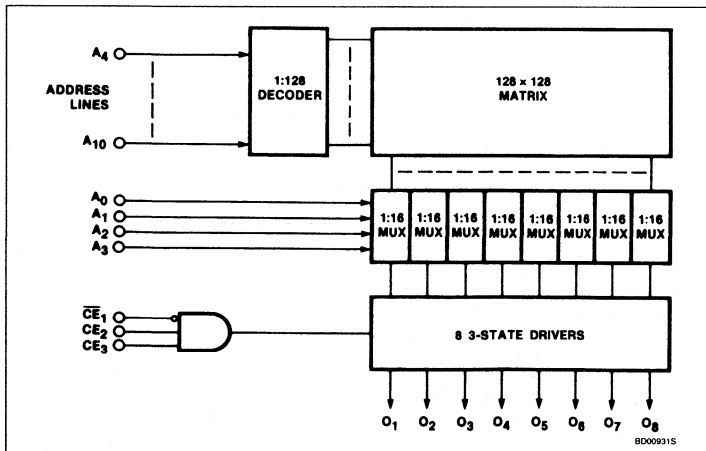 A4
ADDRESS
LINES
A10
1:128
DECODER
128 × 128
MATRIX
A0
A1
A2
A3
1:16
MUX
1:16
MUX
1:16
MUX
1:16
MUX
1:16
MUX
1:16
MUX
1:16
MUX
1:16
MUX
C̅E̅1
CE2
CE3
8 3-STATE DRIVERS
O1 O2 O3 O4 O5 O6 O7 O8
BD00931S